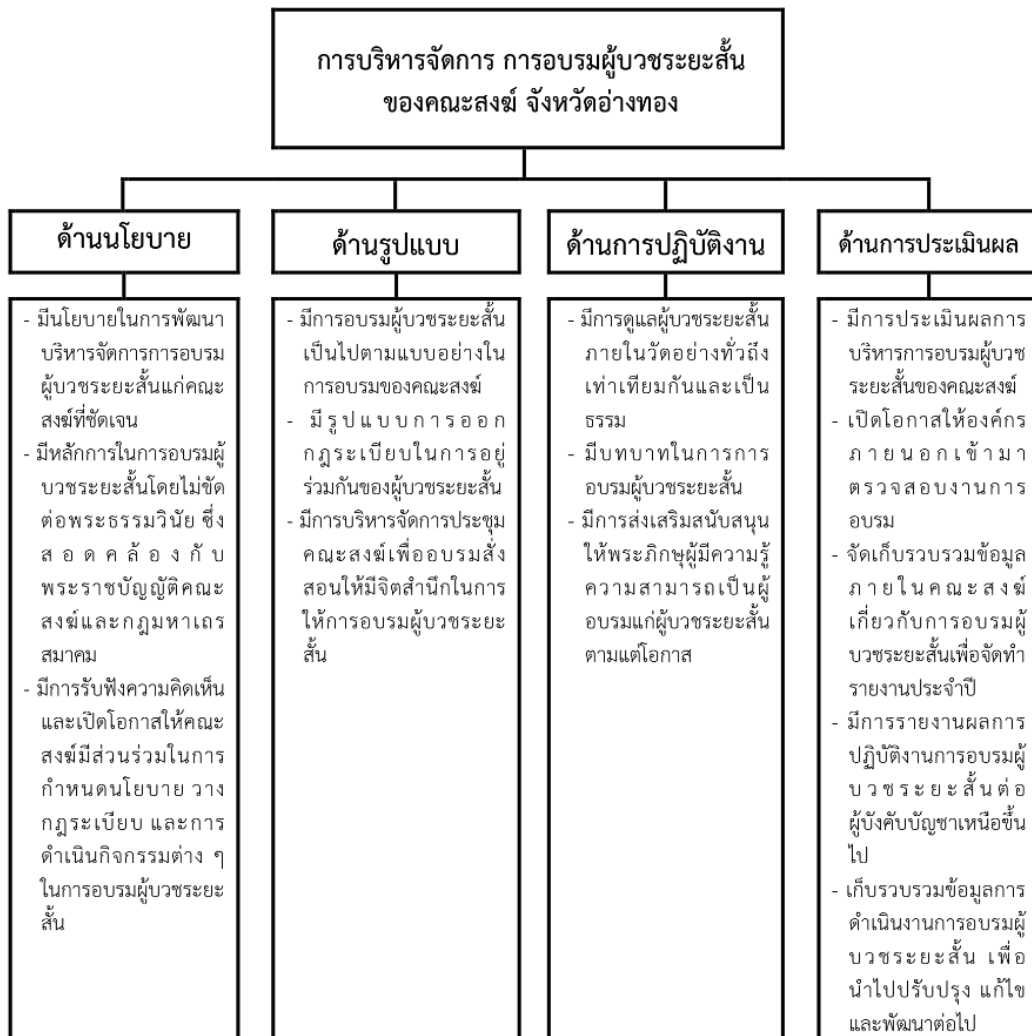 การบริหารจัดการ การอบรมผู้บวชระยะสั้น
ของคณะสงฆ์ จังหวัดอ่างทอง
ด้านนโยบาย
- มีนโยบายในการพัฒนา
บริหารจัดการการอบรม
ผู้บวชระยะสั้นแก่คณะ
สงฆ์ที่ชัดเจน
- มีหลักการในการอบรมผู้
บวชระยะสั้นโดยไม่ขัด
ต่อพระธรรมวินัย ซึ่ง
สอดคล้องกับ
พระราชบัญญัติคณะ
สงฆ์และกฎมหาเถร
สมาคม
- มีการรับฟังความคิดเห็น
และเปิดโอกาสให้คณะ
สงฆ์มีส่วนร่วมในการ
กำหนดนโยบาย วาง
กฎระเบียบ และการ
ดำเนินกิจกรรมต่าง ๆ
ในการอบรมผู้บวชระยะ
สั้น
ด้านรูปแบบ
- มีการอบรมผู้บวชระยะสั้น
เป็นไปตามแบบอย่างใน
การอบรมของคณะสงฆ์
- มีรูปแบบการออก
กฎระเบียบในการอยู่
ร่วมกันของผู้บวชระยะสั้น
- มีการบริหารจัดการประชุม
คณะสงฆ์เพื่ออบรมสั่ง
สอนให้มีจิตสำนึกในการ
ให้การอบรมผู้บวชระยะ
สั้น
ด้านการปฏิบัติงาน
- มีการดูแลผู้บวชระยะสั้น
ภายในวัดอย่างทั่วถึง
เท่าเทียมกันและเป็น
ธรรม
- มีบทบาทในการการ
อบรมผู้บวชระยะสั้น
- มีการส่งเสริมสนับสนุน
ให้พระภิกษุผู้มีความรู้
ความสามารถเป็นผู้
อบรมแก่ผู้บวชระยะสั้น
ตามแต่โอกาส
ด้านการประเมินผล
- มีการประเมินผลการ
บริหารการอบรมผู้บวช
ระยะสั้นของคณะสงฆ์
- เปิดโอกาสให้องค์กร
ภายนอกเข้ามา
ตรวจสอบงานการ
อบรม
- จัดเก็บรวบรวมข้อมูล
ภายในคณะสงฆ์
เกี่ยวกับการอบรมผู้
บวชระยะสั้นเพื่อจัดทำ
รายงานประจำปี
- มีการรายงานผลการ
ปฏิบัติงานการอบรมผู้
บวชระยะสั้นต่อ
ผู้บังคับบัญชาเหนือขึ้น
ไป
- เก็บรวบรวมข้อมูลการ
ดำเนินงานการอบรมผู้
บวชระยะสั้น เพื่อ
นำไปปรับปรุง แก้ไข
และพัฒนาต่อไป